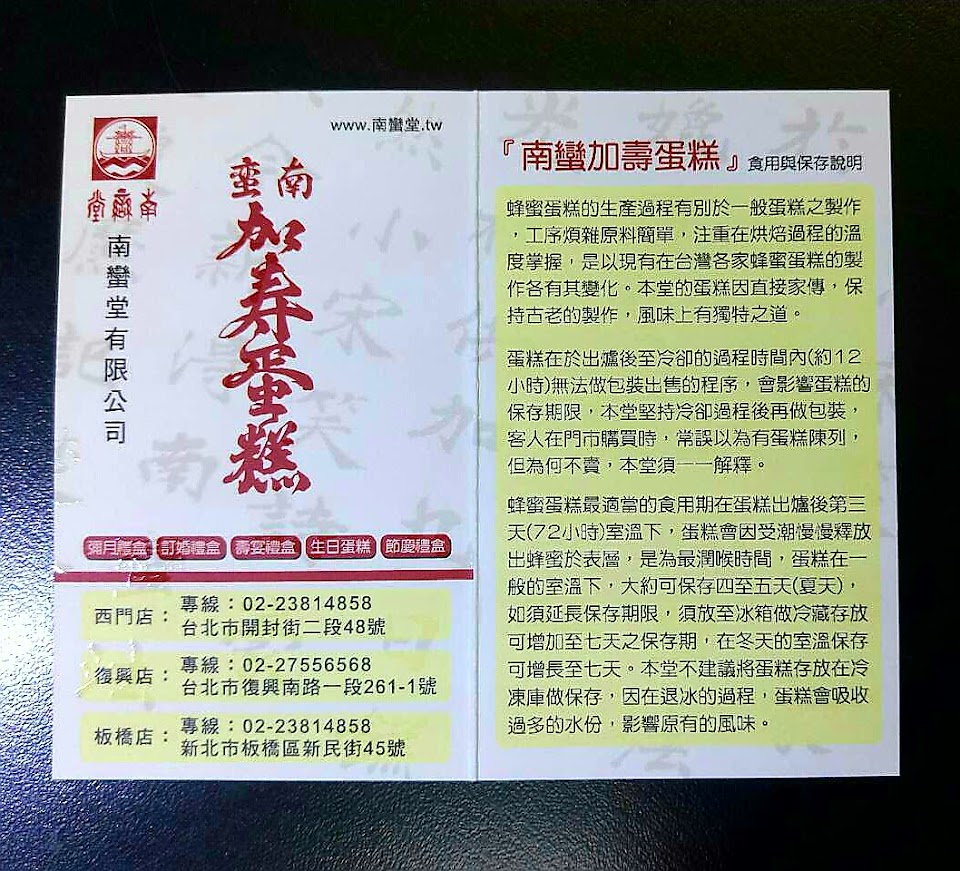 www.南蠻堂.tw
南蠻堂
南蠻堂有限公司
南蛮
加寿蛋糕
彌月禮盒 訂婚禮盒 壽宴禮盒 生日蛋糕 節慶禮盒
西門店：專線：02-23814858
台北市開封街二段48號
復興店：專線：02-27556568
台北市復興南路一段261-1號
板橋店：專線：02-23814858
新北市板橋區新民街45號
『南蠻加壽蛋糕』食用與保存說明
蜂蜜蛋糕的生產過程有別於一般蛋糕之製作
，工序煩雜原料簡單，注重在烘焙過程的溫
度掌握，是以現有在台灣各家蜂蜜蛋糕的製
作各有其變化。本堂的蛋糕因直接家傳，保
持古老的製作，風味上有獨特之道。
蛋糕在於出爐後至冷卻的過程時間內(約12
小時)無法做包裝出售的程序，會影響蛋糕的
保存期限，本堂堅持冷卻過程後再做包裝，
客人在門市購買時，常誤以為有蛋糕陳列，
但為何不賣，本堂須一一解釋。
蜂蜜蛋糕最適當的食用期在蛋糕出爐後第三
天(72小時)室溫下，蛋糕會因受潮慢慢釋放
出蜂蜜於表層，是為最潤喉時間，蛋糕在一
般的室溫下，大約可保存四至五天(夏天)，
如須延長保存期限，須放至冰箱做冷藏存放
可增加至七天之保存期，在冬天的室溫保存
可增長至七天。本堂不建議將蛋糕存放在冷
凍庫做保存，因在退冰的過程，蛋糕會吸收
過多的水份，影響原有的風味。